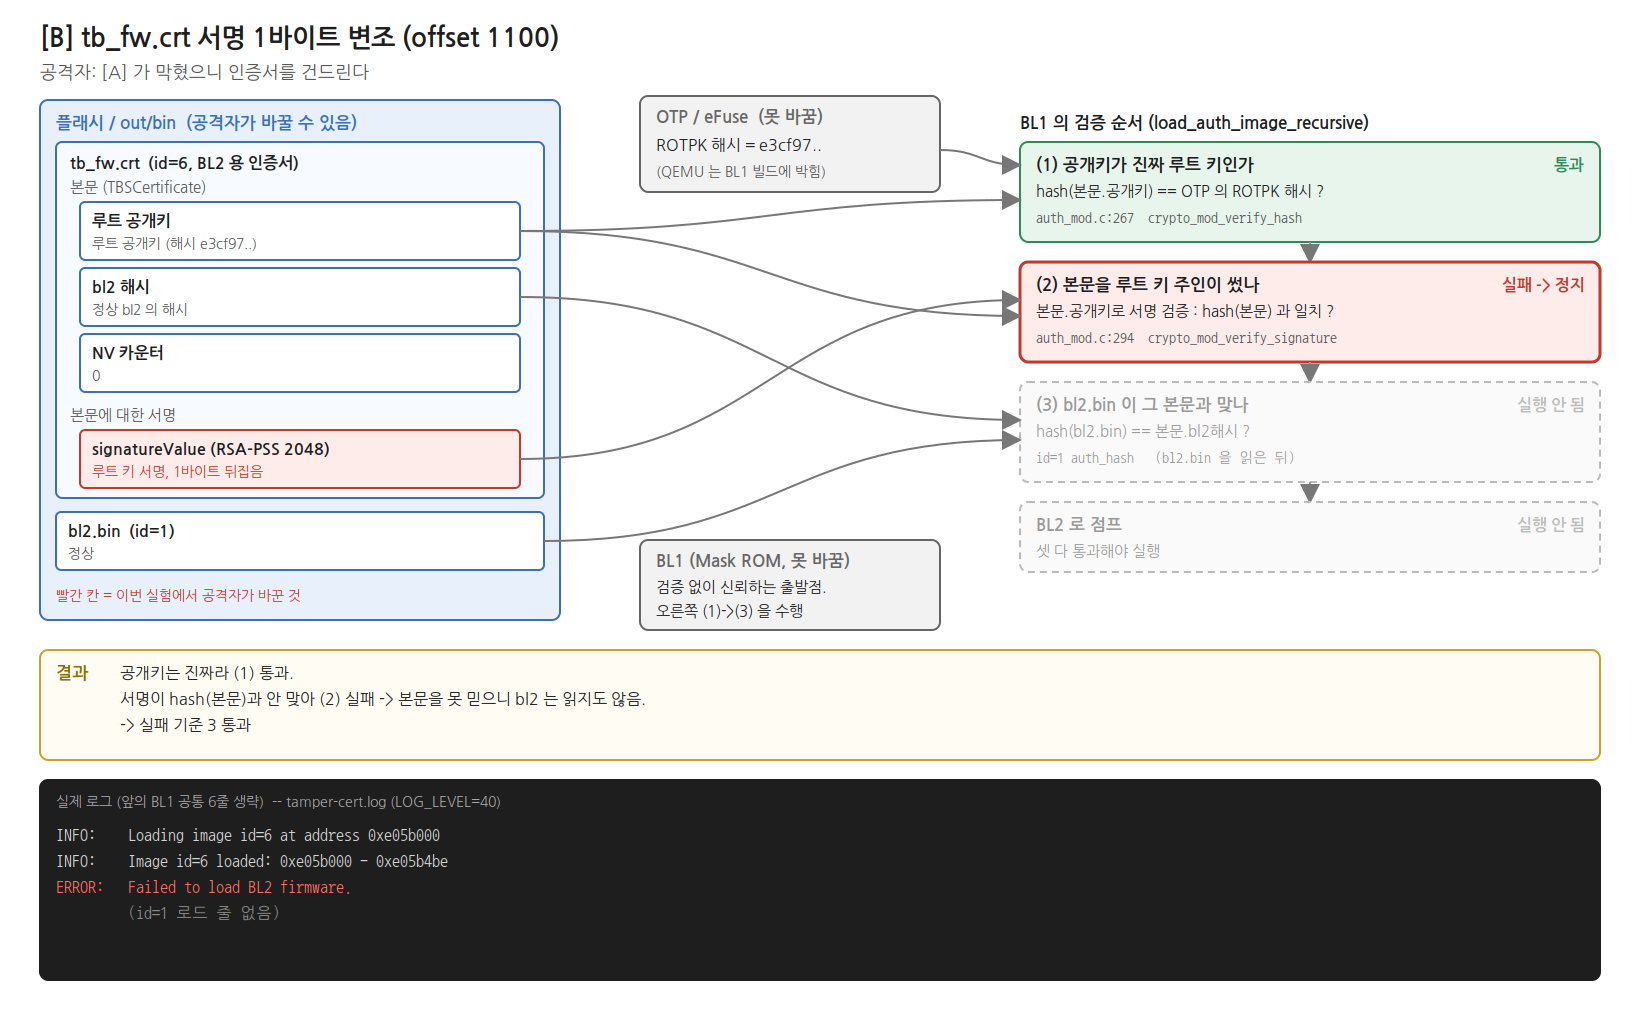 [B] tb_fw.crt 서명 1바이트 변조 (offset 1100)
공격자: [A] 가 막혔으니 인증서를 건드린다
플래시 / out/bin (공격자가 바꿀 수 있음)
tb_fw.crt (id=6, BL2 용 인증서)
본문 (TBSCertificate)
루트 공개키
루트 공개키 (해시 e3cf97..)
bl2 해시
정상 bl2 의 해시
NV 카운터
0
본문에 대한 서명
signatureValue (RSA-PSS 2048)
루트 키 서명, 1바이트 뒤집음
bl2.bin (id=1)
정상
빨간 칸 = 이번 실험에서 공격자가 바꾼 것
OTP / eFuse (못 바꿈)
ROTPK 해시 = e3cf97..
(QEMU 는 BL1 빌드에 박힘)
BL1 (Mask ROM, 못 바꿈)
검증 없이 신뢰하는 출발점.
오른쪽 (1)->(3) 을 수행
BL1 의 검증 순서 (load_auth_image_recursive)
(1) 공개키가 진짜 루트 키인가 통과
hash(본문.공개키) == OTP 의 ROTPK 해시 ?
auth_mod.c:267 crypto_mod_verify_hash
(2) 본문을 루트 키 주인이 썼나 실패 -> 정지
본문.공개키로 서명 검증 : hash(본문) 과 일치 ?
auth_mod.c:294 crypto_mod_verify_signature
(3) bl2.bin 이 그 본문과 맞나 실행 안 됨
hash(bl2.bin) == 본문.bl2해시 ?
id=1 auth_hash (bl2.bin 을 읽은 뒤)
BL2 로 점프 실행 안 됨
셋 다 통과해야 실행
결과 공개키는 진짜라 (1) 통과.
서명이 hash(본문)과 안 맞아 (2) 실패 -> 본문을 못 믿으니 bl2 는 읽지도 않음.
-> 실패 기준 3 통과
실제 로그 (앞의 BL1 공통 6줄 생략) -- tamper-cert.log (LOG_LEVEL=40)
INFO: Loading image id=6 at address 0xe05b000
INFO: Image id=6 loaded: 0xe05b000 - 0xe05b4be
ERROR: Failed to load BL2 firmware.
(id=1 로드 줄 없음)